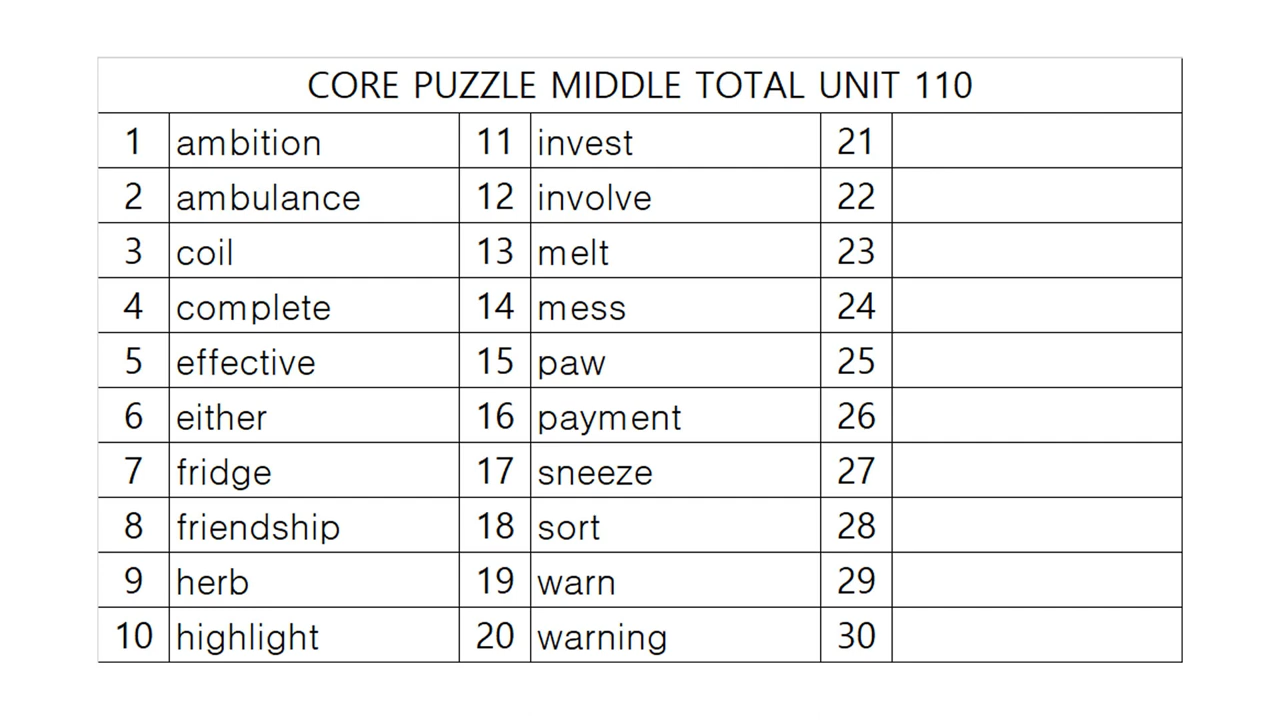 CORE PUZZLE MIDDLE TOTAL UNIT 110
1 ambition 11 invest 21
2 ambulance 12 involve 22
3 coil 13 melt 23
4 complete 14 mess 24
5 effective 15 paw 25
6 either 16 payment 26
7 fridge 17 sneeze 27
8 friendship 18 sort 28
9 herb 19 warn 29
10 highlight 20 warning 30